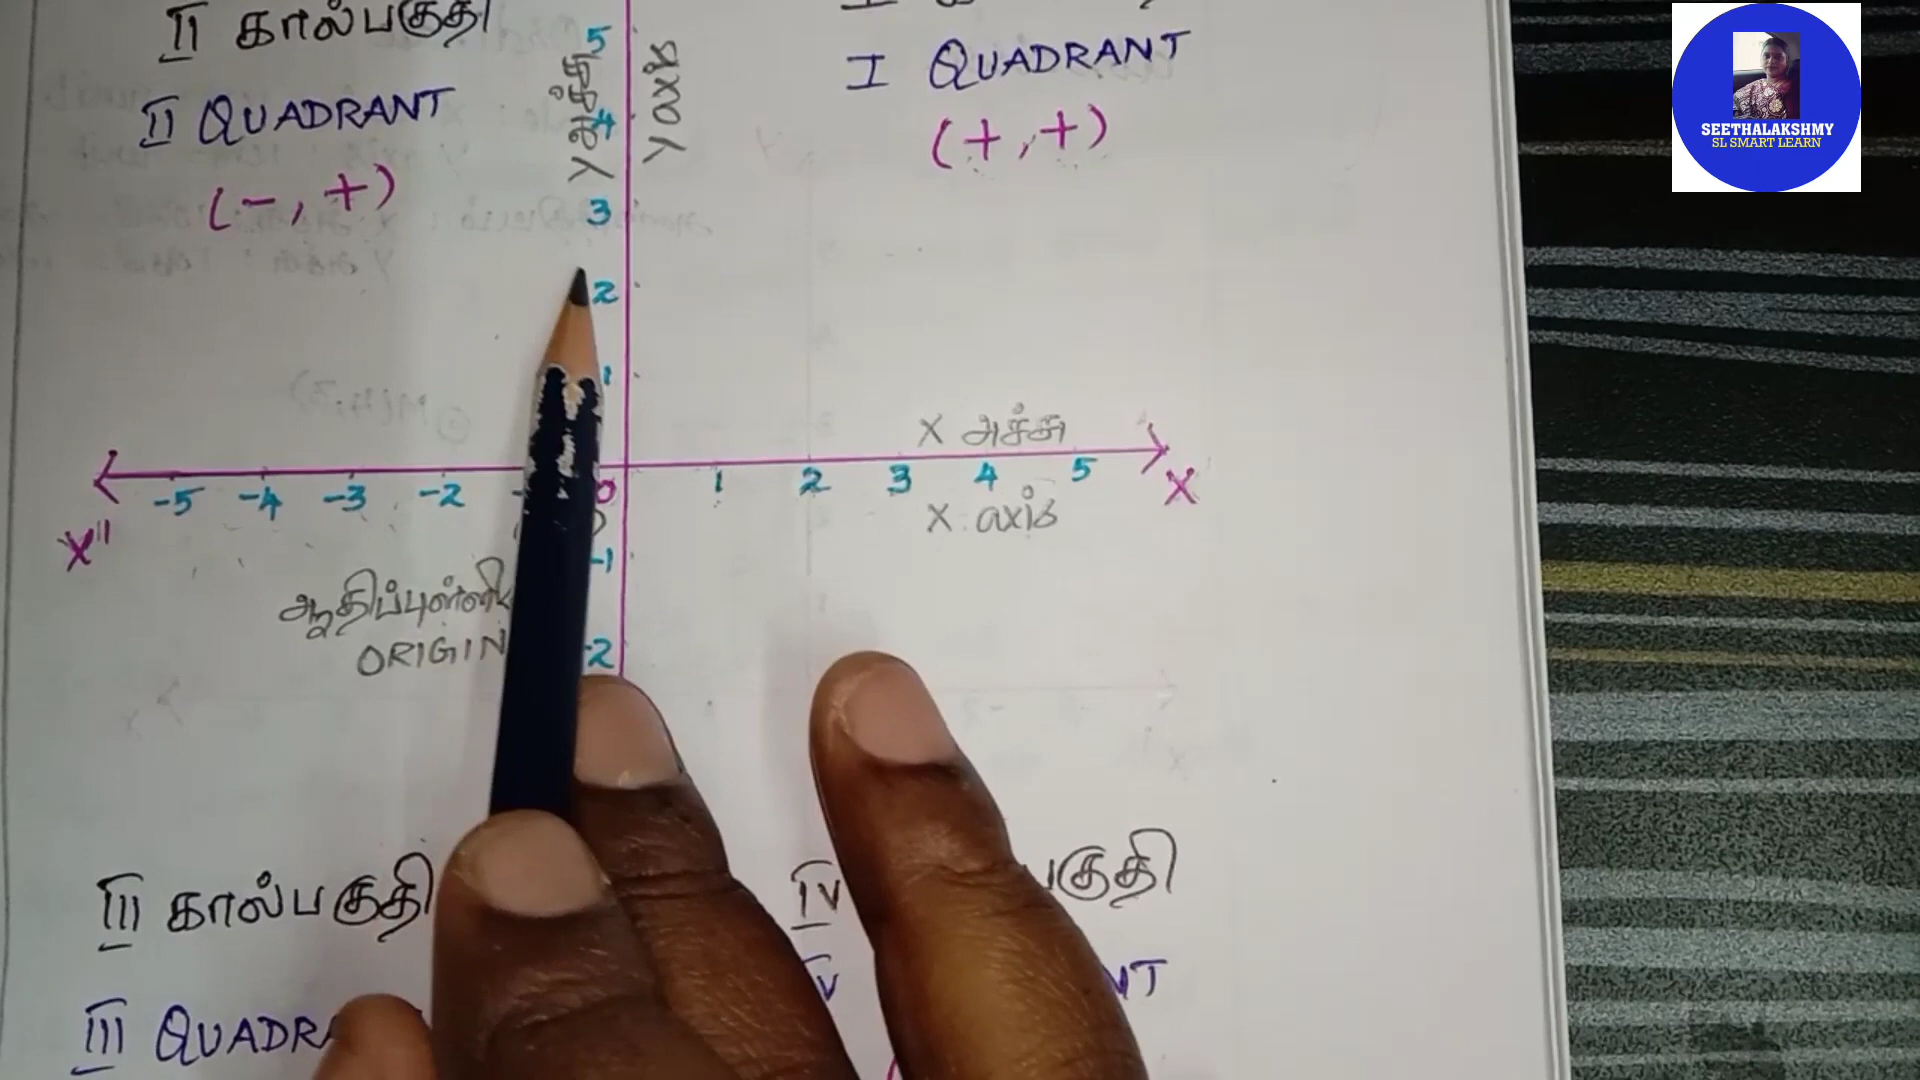 II கால்பகுதி
II QUADRANT
(-, +)
I QUADRANT
(+, +)
y அச்சு
y axis
5
4
3
2
1
x அச்சு
-5 -4 -3 -2 0 1 2 3 4 5
x axis
X
X''
-1
-2
ஆதிப்புள்ளி
ORIGIN
III கால்பகுதி
III QUADRA
IV பகுதி
IV NT
SEETHALAKSHMY
SL SMART LEARN